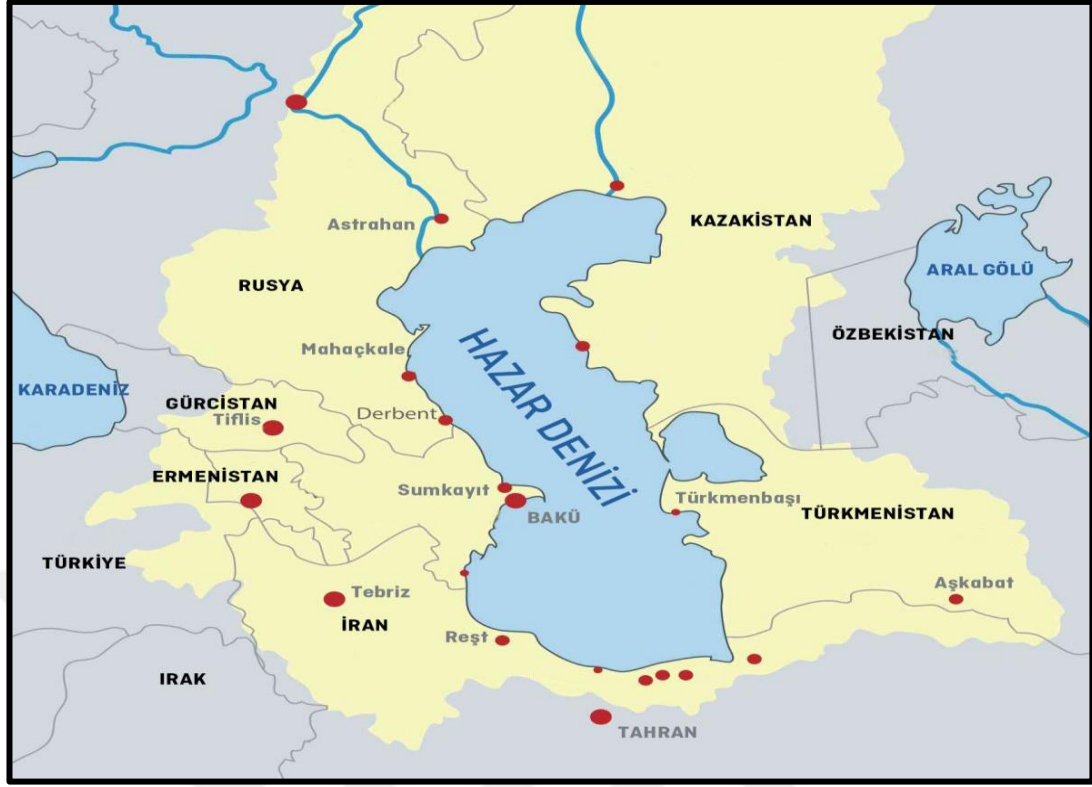 KAZAKİSTAN
Astrahan
ARAL GÖLÜ
RUSYA
ÖZBEKİSTAN
Mahaçkale
HAZAR DENİZİ
KARADENİZ
GÜRCİSTAN
Tiflis
Derbent
ERMENİSTAN
Sumkayıt
BAKÜ
Türkmenbaşı
TÜRKMENİSTAN
TÜRKİYE
Tebriz
Aşkabat
İRAN
Reşt
IRAK
TAHRAN